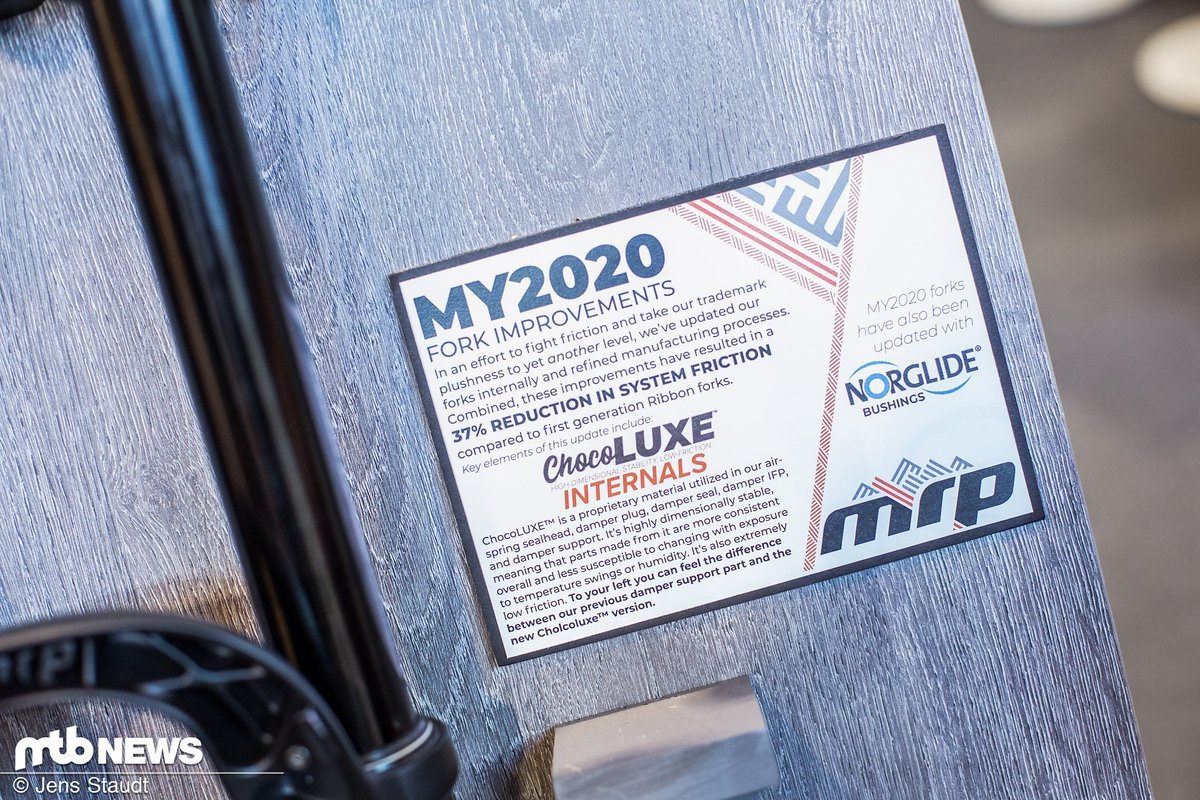 MY2020
FORK IMPROVEMENTS
In an effort to fight friction and take our trademark
plushness to yet another level, we've updated our
forks internally and refined manufacturing processes.
Combined, these improvements have resulted in a
37% REDUCTION IN SYSTEM FRICTION
compared to first generation Ribbon forks.
Key elements of this update include:
ChocoLUXE™
HIGH-DIMENSIONAL STABILITY, LOW-FRICTION
INTERNALS
ChocoLUXE™ is a proprietary material utilized in our air-
spring sealhead, damper plug, damper seal, damper IFP,
and damper support. It's highly dimensionally stable,
meaning that parts made from it are more consistent
overall and less susceptible to changing with exposure
to temperature swings or humidity. It's also extremely
low friction. To your left you can feel the difference
between our previous damper support part and the
new Cholcoluxe™ version.
MY2020 forks
have also been
updated with
NORGLIDE®
BUSHINGS
mrp
mrp
mtb NEWS
© Jens Staudt